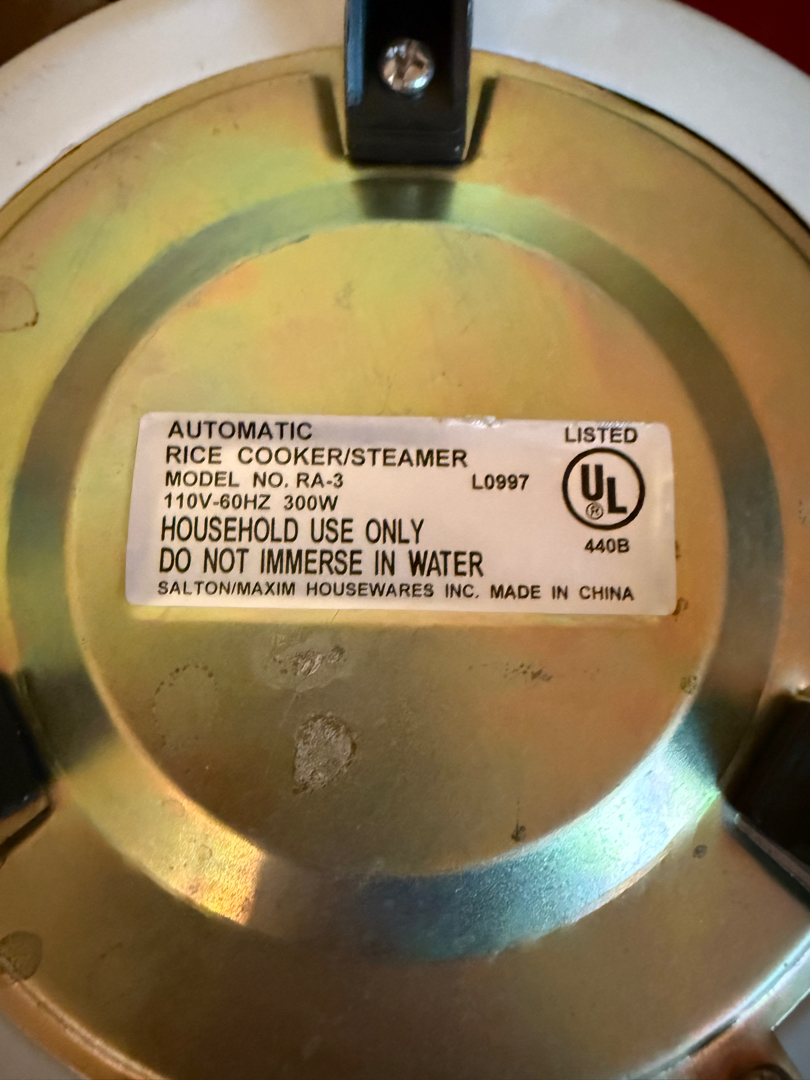 AUTOMATIC
RICE COOKER/STEAMER
MODEL NO. RA-3 L0997
110V-60HZ 300W
HOUSEHOLD USE ONLY
DO NOT IMMERSE IN WATER
SALTON/MAXIM HOUSEWARES INC. MADE IN CHINA
LISTED
UL
®
440B